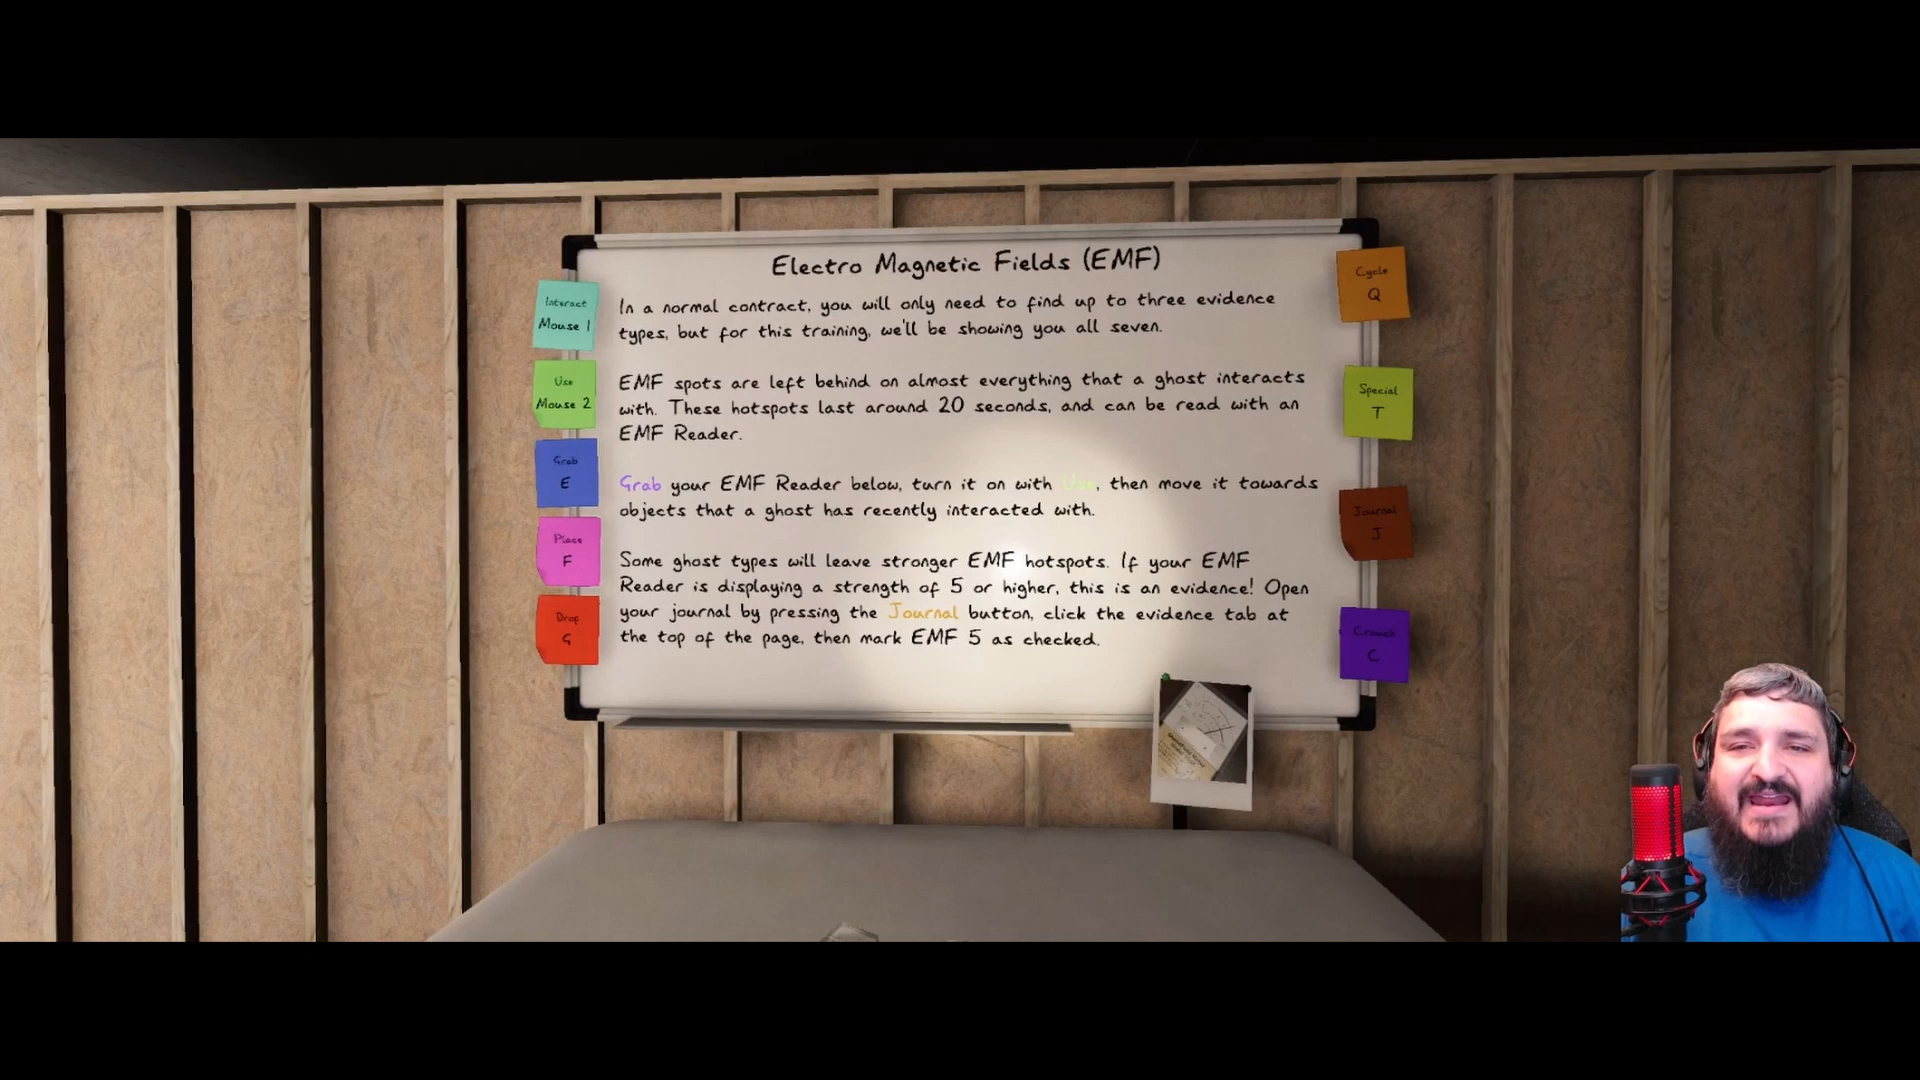 Electro Magnetic Fields (EMF)
In a normal contract, you will only need to find up to three evidence
types, but for this training, we'll be showing you all seven.
EMF spots are left behind on almost everything that a ghost interacts
with. These hotspots last around 20 seconds, and can be read with an
EMF Reader.
Grab your EMF Reader below, turn it on with Use, then move it towards
objects that a ghost has recently interacted with.
Some ghost types will leave stronger EMF hotspots. If your EMF
Reader is displaying a strength of 5 or higher, this is an evidence! Open
your journal by pressing the Journal button, click the evidence tab at
the top of the page, then mark EMF 5 as checked.
Interact
Mouse 1
Use
Mouse 2
Grab
E
Place
F
Drop
G
Cycle
Q
Special
T
Journal
J
Crouch
C